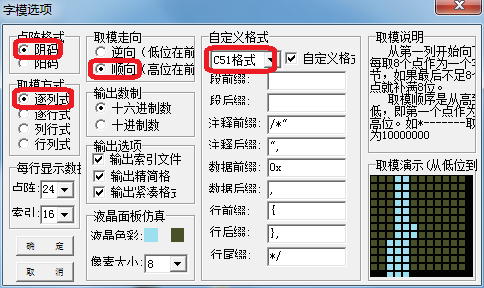 字模选项
点阵格式
阴码
阳码
取模方式
逐列式
逐行式
列行式
行列式
每行显示数据
点阵: 24
索引: 16
确 定
取 消
取模走向
逆向(低位在前
顺向(高位在前
输出数制
十六进制数
十进制数
输出选项
输出索引文件
输出精简格
输出紧凑格式
液晶面板仿真
液晶色彩:
像素大小: 8
自定义格式
C51格式
自定义格式
段前缀:
段后缀:
注释前缀: /*"
注释后缀: ",
数据前缀: 0x
数据后缀: ,
行前缀: {
行后缀: },
行尾缀: */
取模说明
从第一列开始向下
每取8个点作为一个字
节,如果最后不足8个
点就补满8位。
取模顺序是从高到
低,即第一个点作为
高位。如*-------取
为10000000
取模演示(从低位到